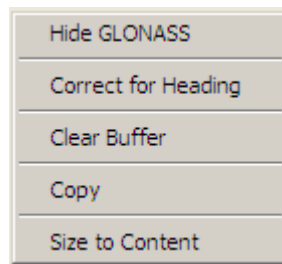 Hide GLONASS
Correct for Heading
Clear Buffer
Copy
Size to Content